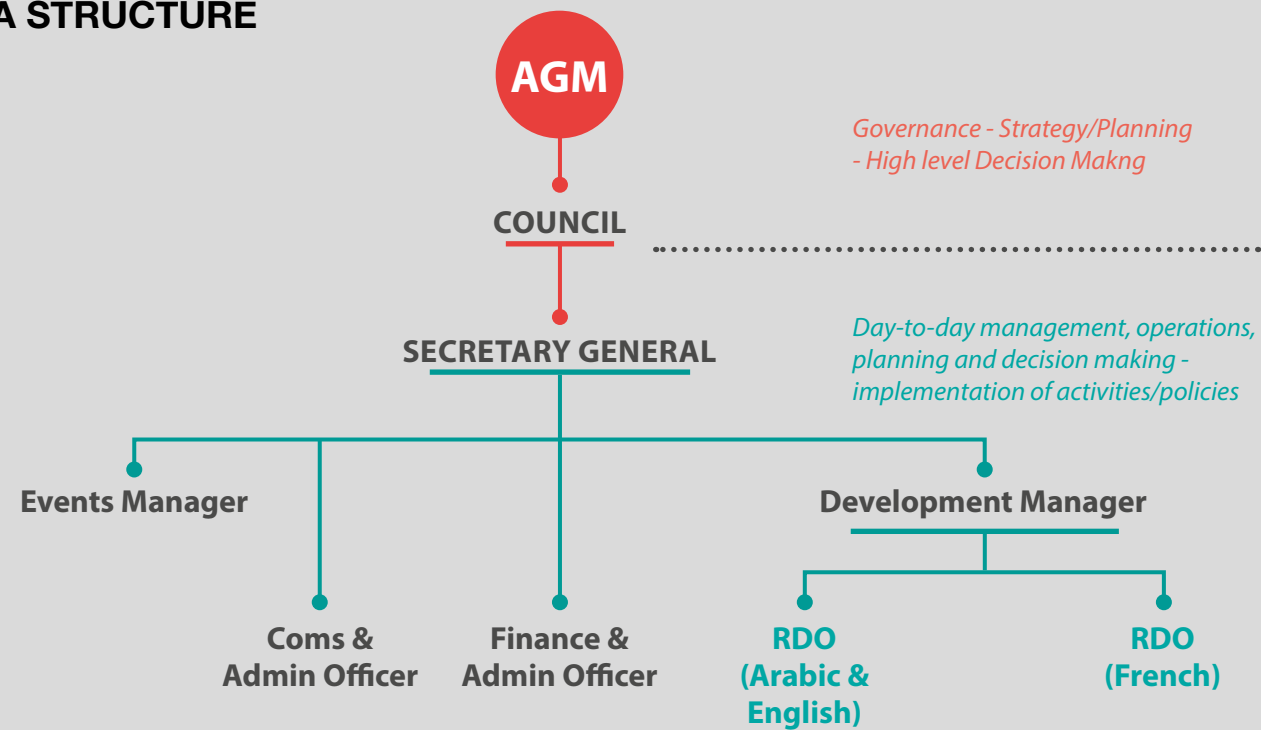 A STRUCTURE
AGM
Governance - Strategy/Planning
- High level Decision Makng
COUNCIL
SECRETARY GENERAL
Day-to-day management, operations,
planning and decision making -
implementation of activities/policies
Events Manager
Development Manager
Coms &
Admin Officer
Finance &
Admin Officer
RDO
(Arabic &
English)
RDO
(French)